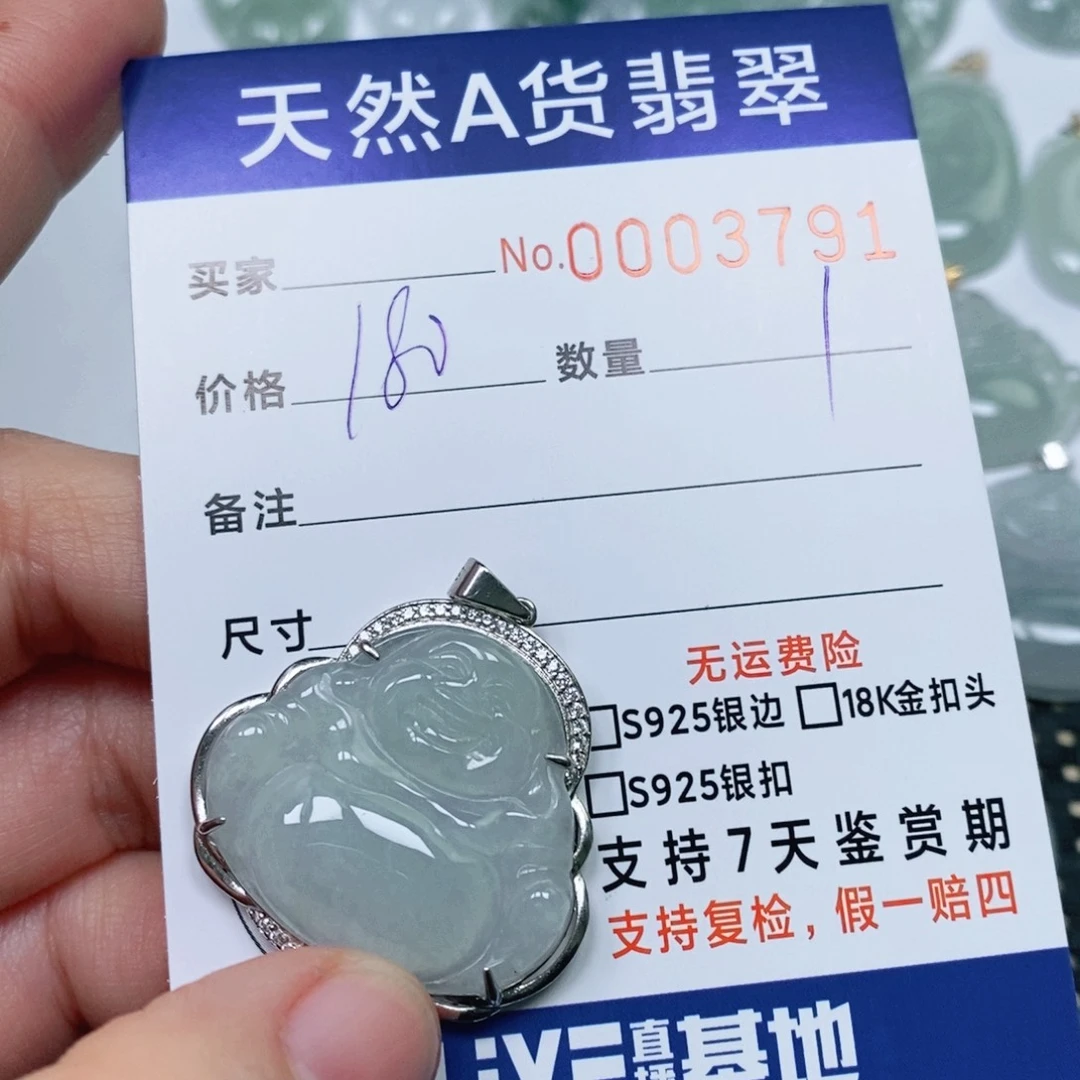 天然A货翡翠
买家 No.0003791
价格 180 数量 1
备注
尺寸
无运费险
□S925银边 □18K金扣头
□S925银扣
支持7天鉴赏期
支持复检，假一赔四
直播基地